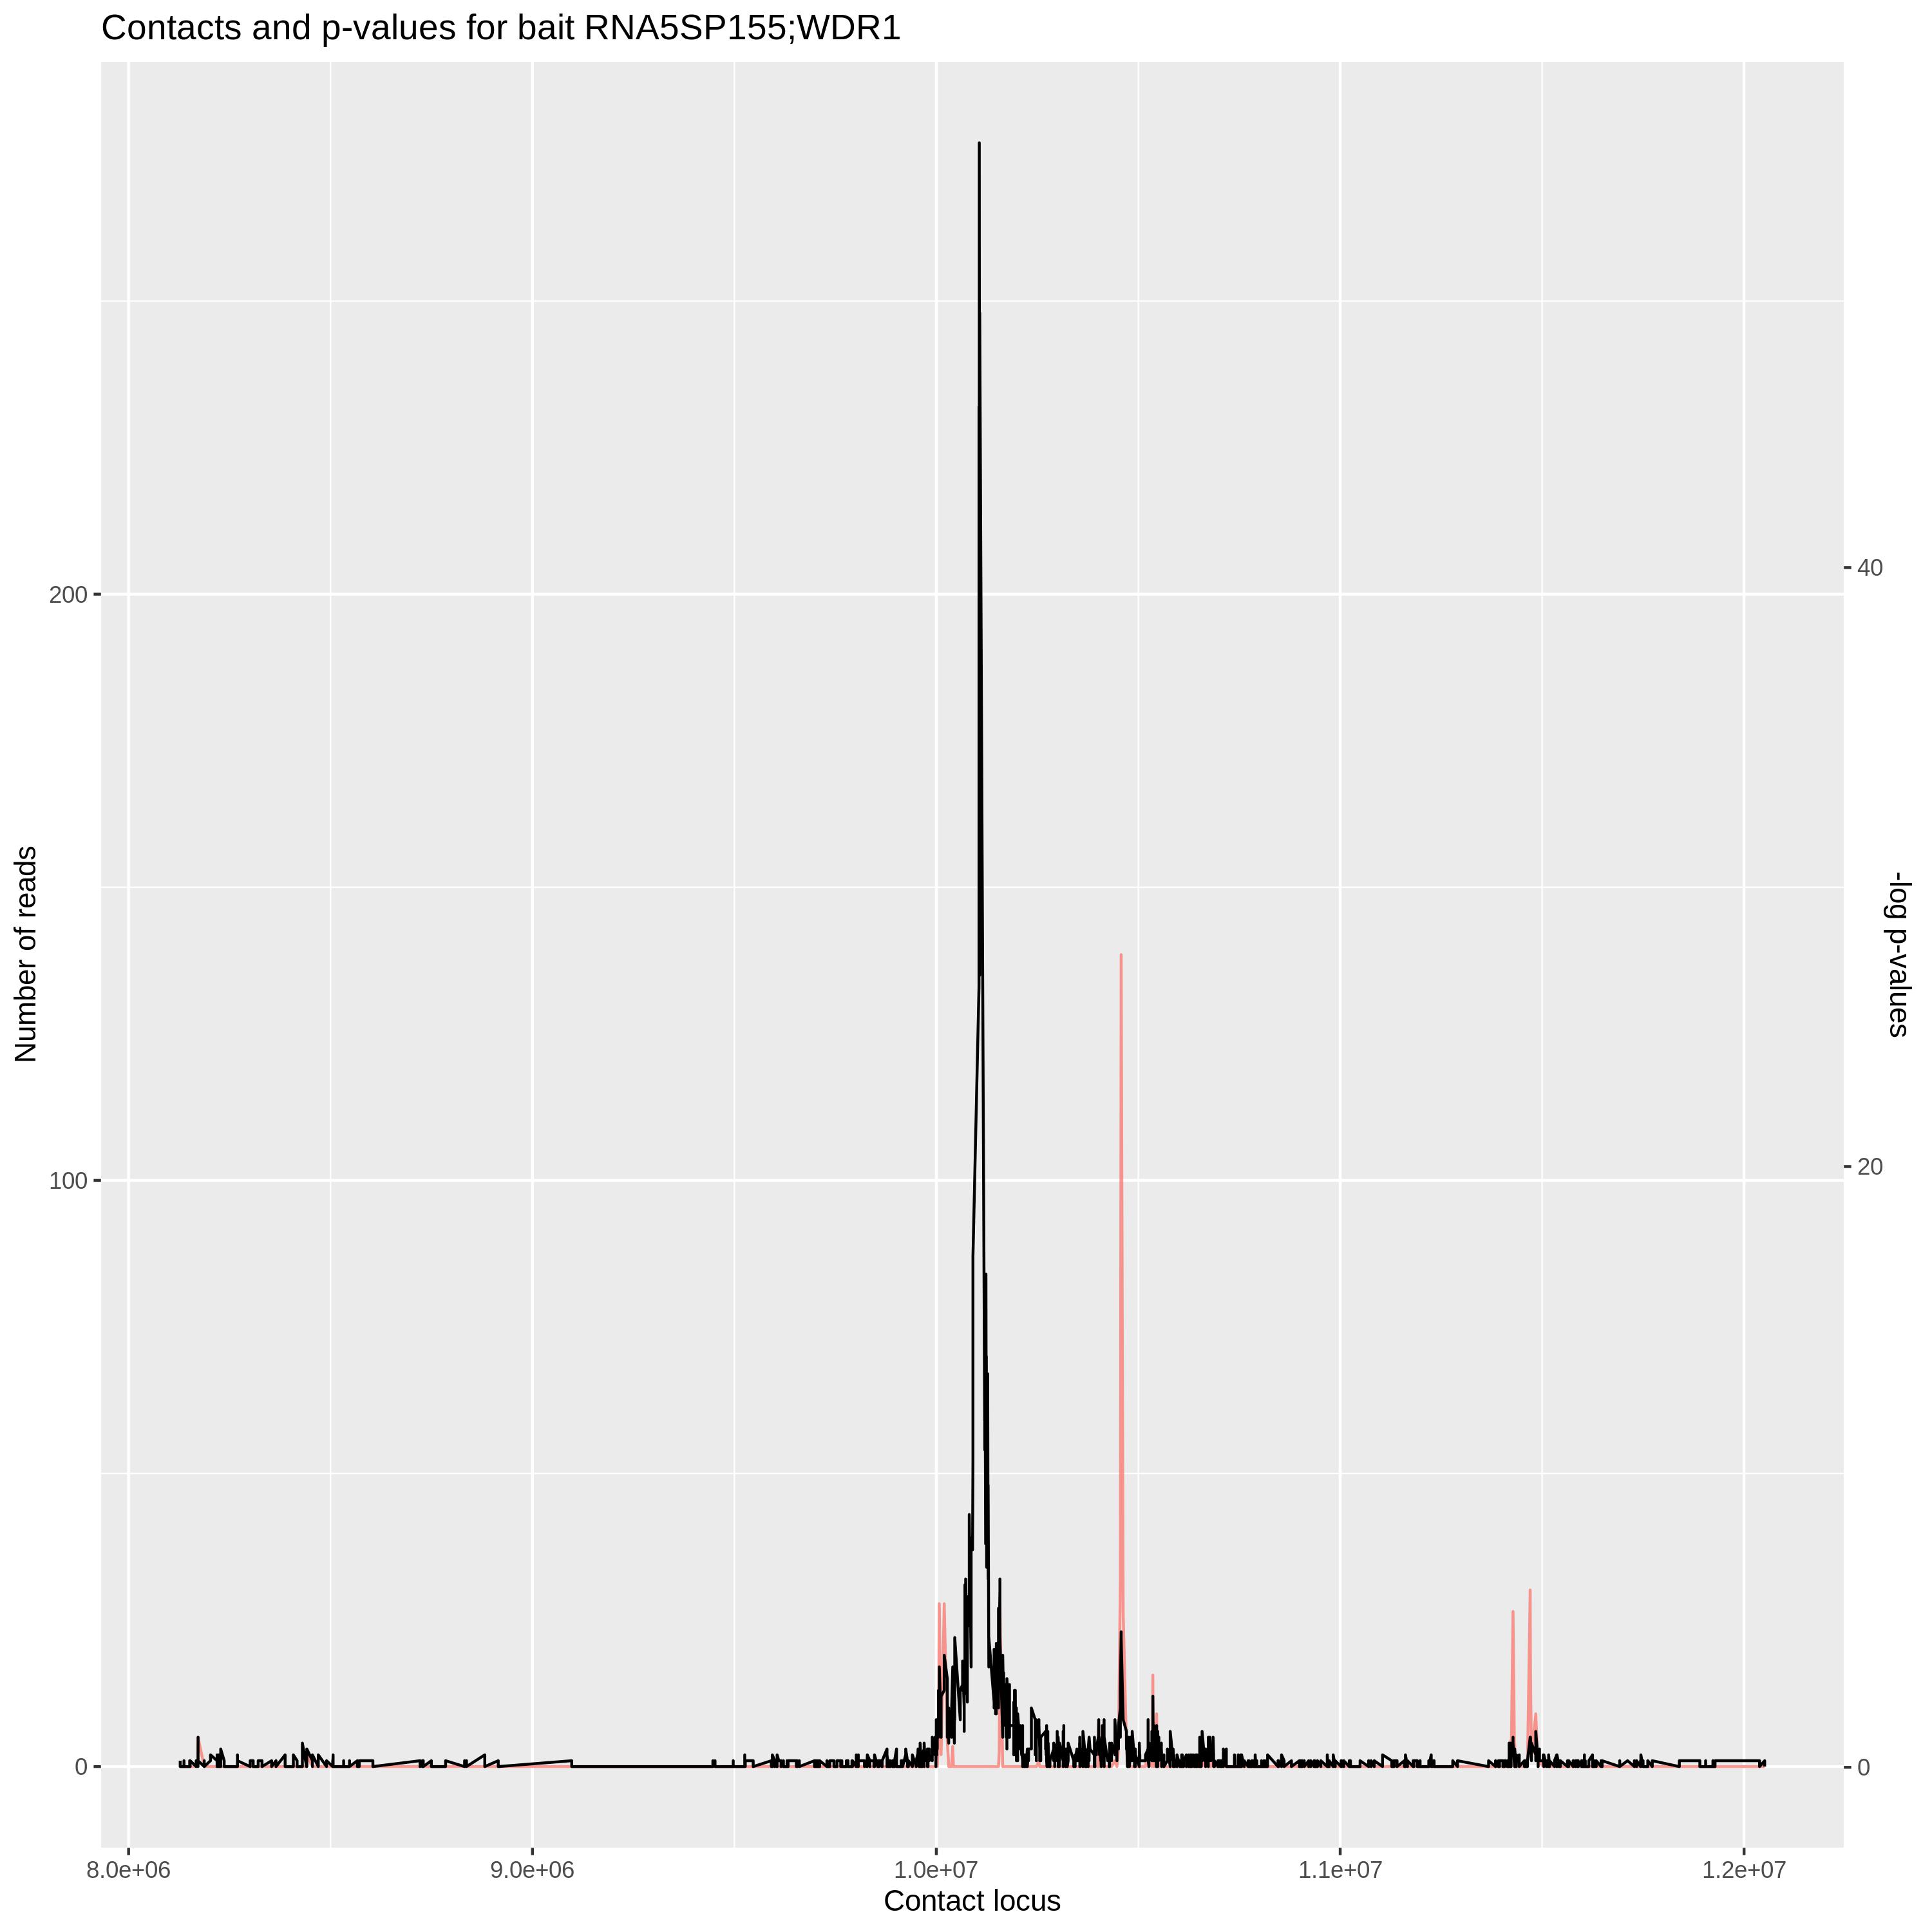 Contacts and p-values for bait RNA5SP155;WDR1
Number of reads
200
100
0
40
20
0
-log p-values
8.0e+06
9.0e+06
1.0e+07
1.1e+07
1.2e+07
Contact locus